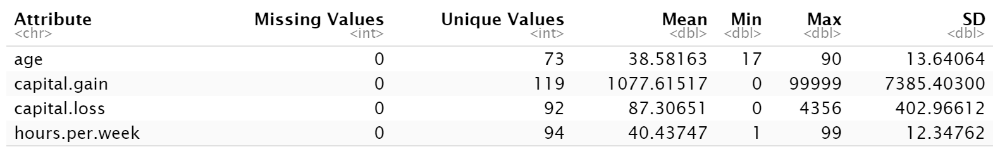 Attribute Missing Values Unique Values Mean Min Max SD
<chr> <int> <int> <dbl> <dbl> <dbl> <dbl>
age 0 73 38.58163 17 90 13.64064
capital.gain 0 119 1077.61517 0 99999 7385.40300
capital.loss 0 92 87.30651 0 4356 402.96612
hours.per.week 0 94 40.43747 1 99 12.34762